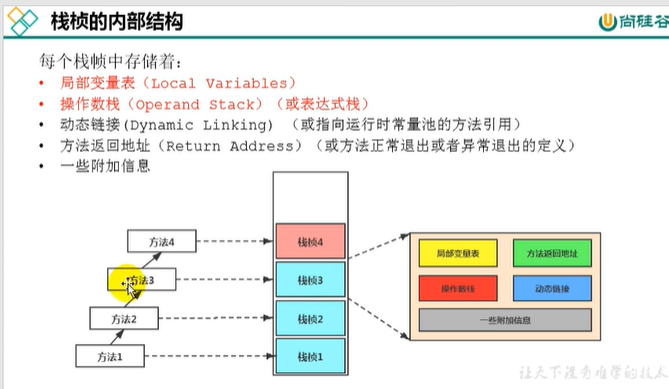 栈桢的内部结构
尚硅谷
每个栈帧中存储着：
• 局部变量表（Local Variables）
• 操作数栈（Operand Stack）（或表达式栈）
• 动态链接(Dynamic Linking) （或指向运行时常量池的方法引用）
• 方法返回地址（Return Address）（或方法正常退出或者异常退出的定义）
• 一些附加信息
方法4
栈桢4
方法3
栈桢3
方法2
栈桢2
方法1
栈桢1
局部变量表
方法返回地址
操作数栈
动态链接
一些附加信息
让天下没有难学的技术